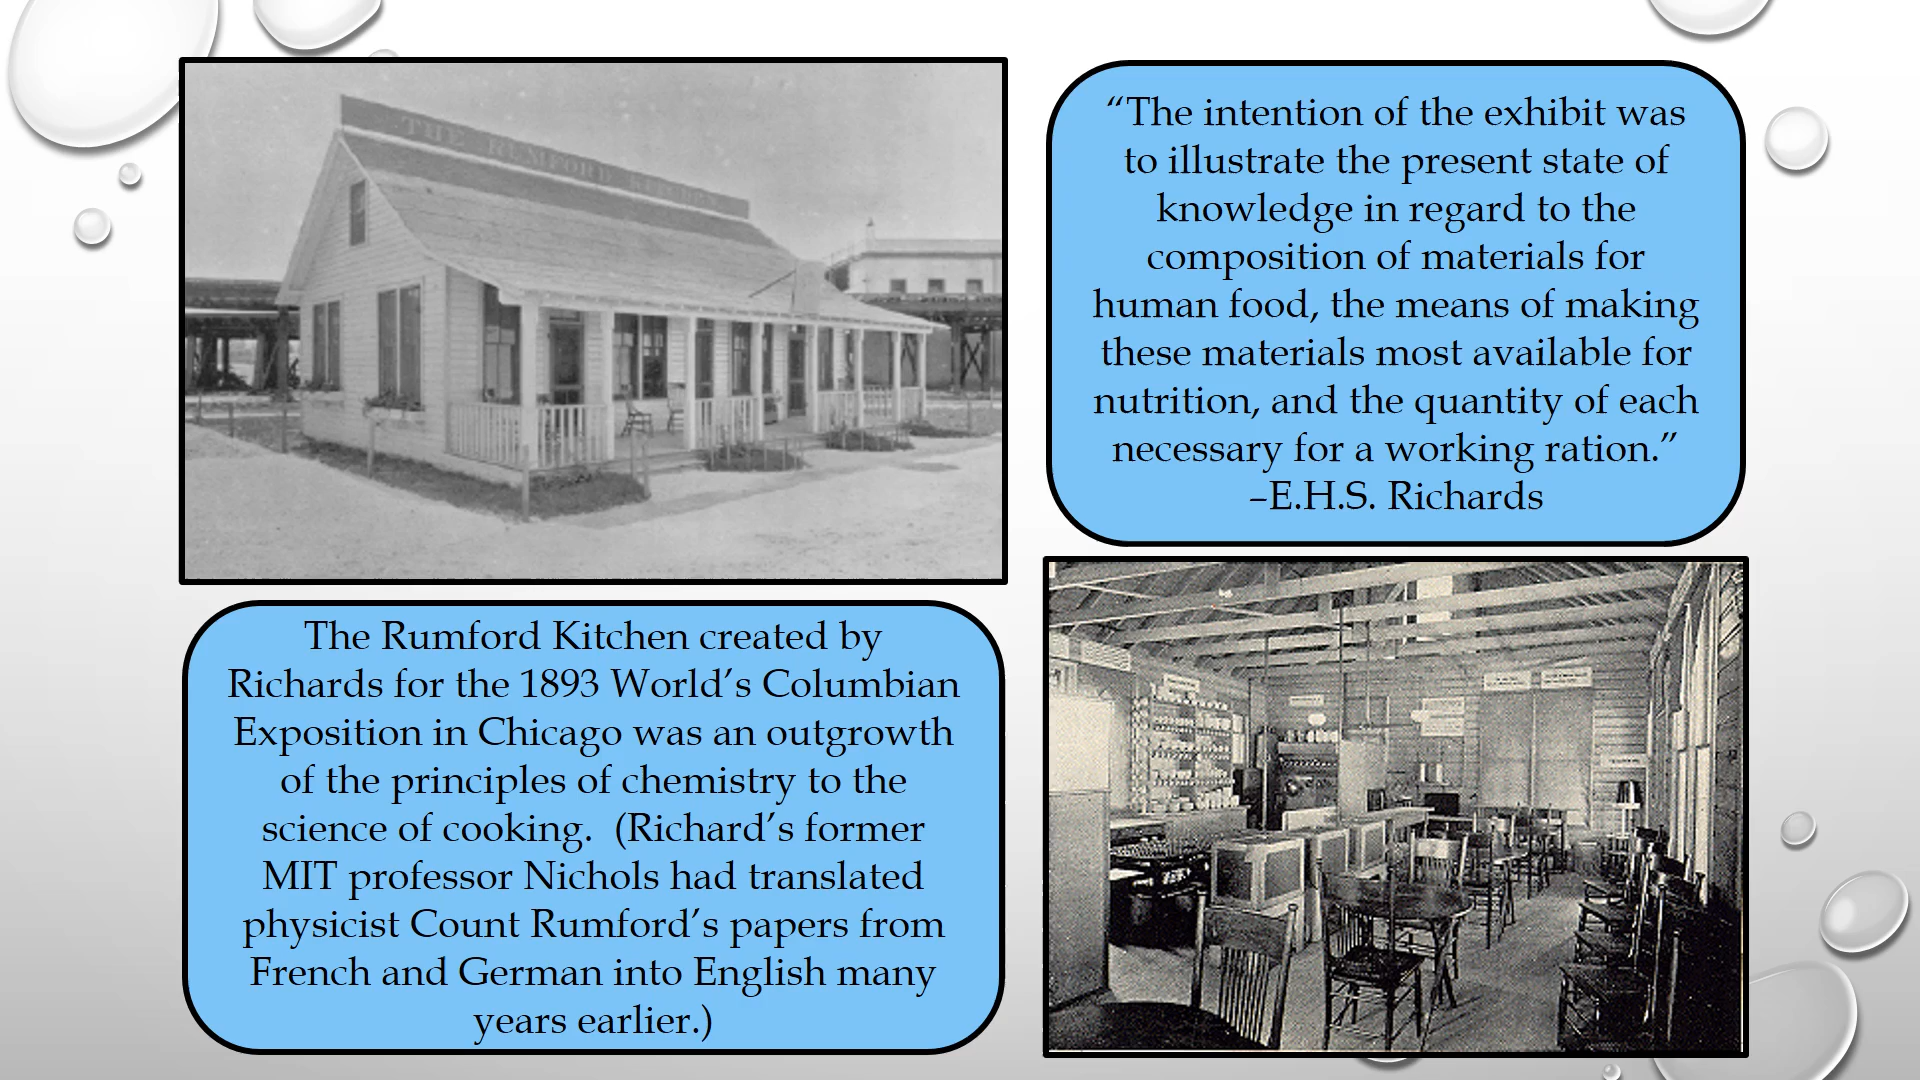 THE RUMFORD KITCHEN
“The intention of the exhibit was
to illustrate the present state of
knowledge in regard to the
composition of materials for
human food, the means of making
these materials most available for
nutrition, and the quantity of each
necessary for a working ration.”
–E.H.S. Richards
The Rumford Kitchen created by
Richards for the 1893 World’s Columbian
Exposition in Chicago was an outgrowth
of the principles of chemistry to the
science of cooking.  (Richard’s former
MIT professor Nichols had translated
physicist Count Rumford’s papers from
French and German into English many
years earlier.)